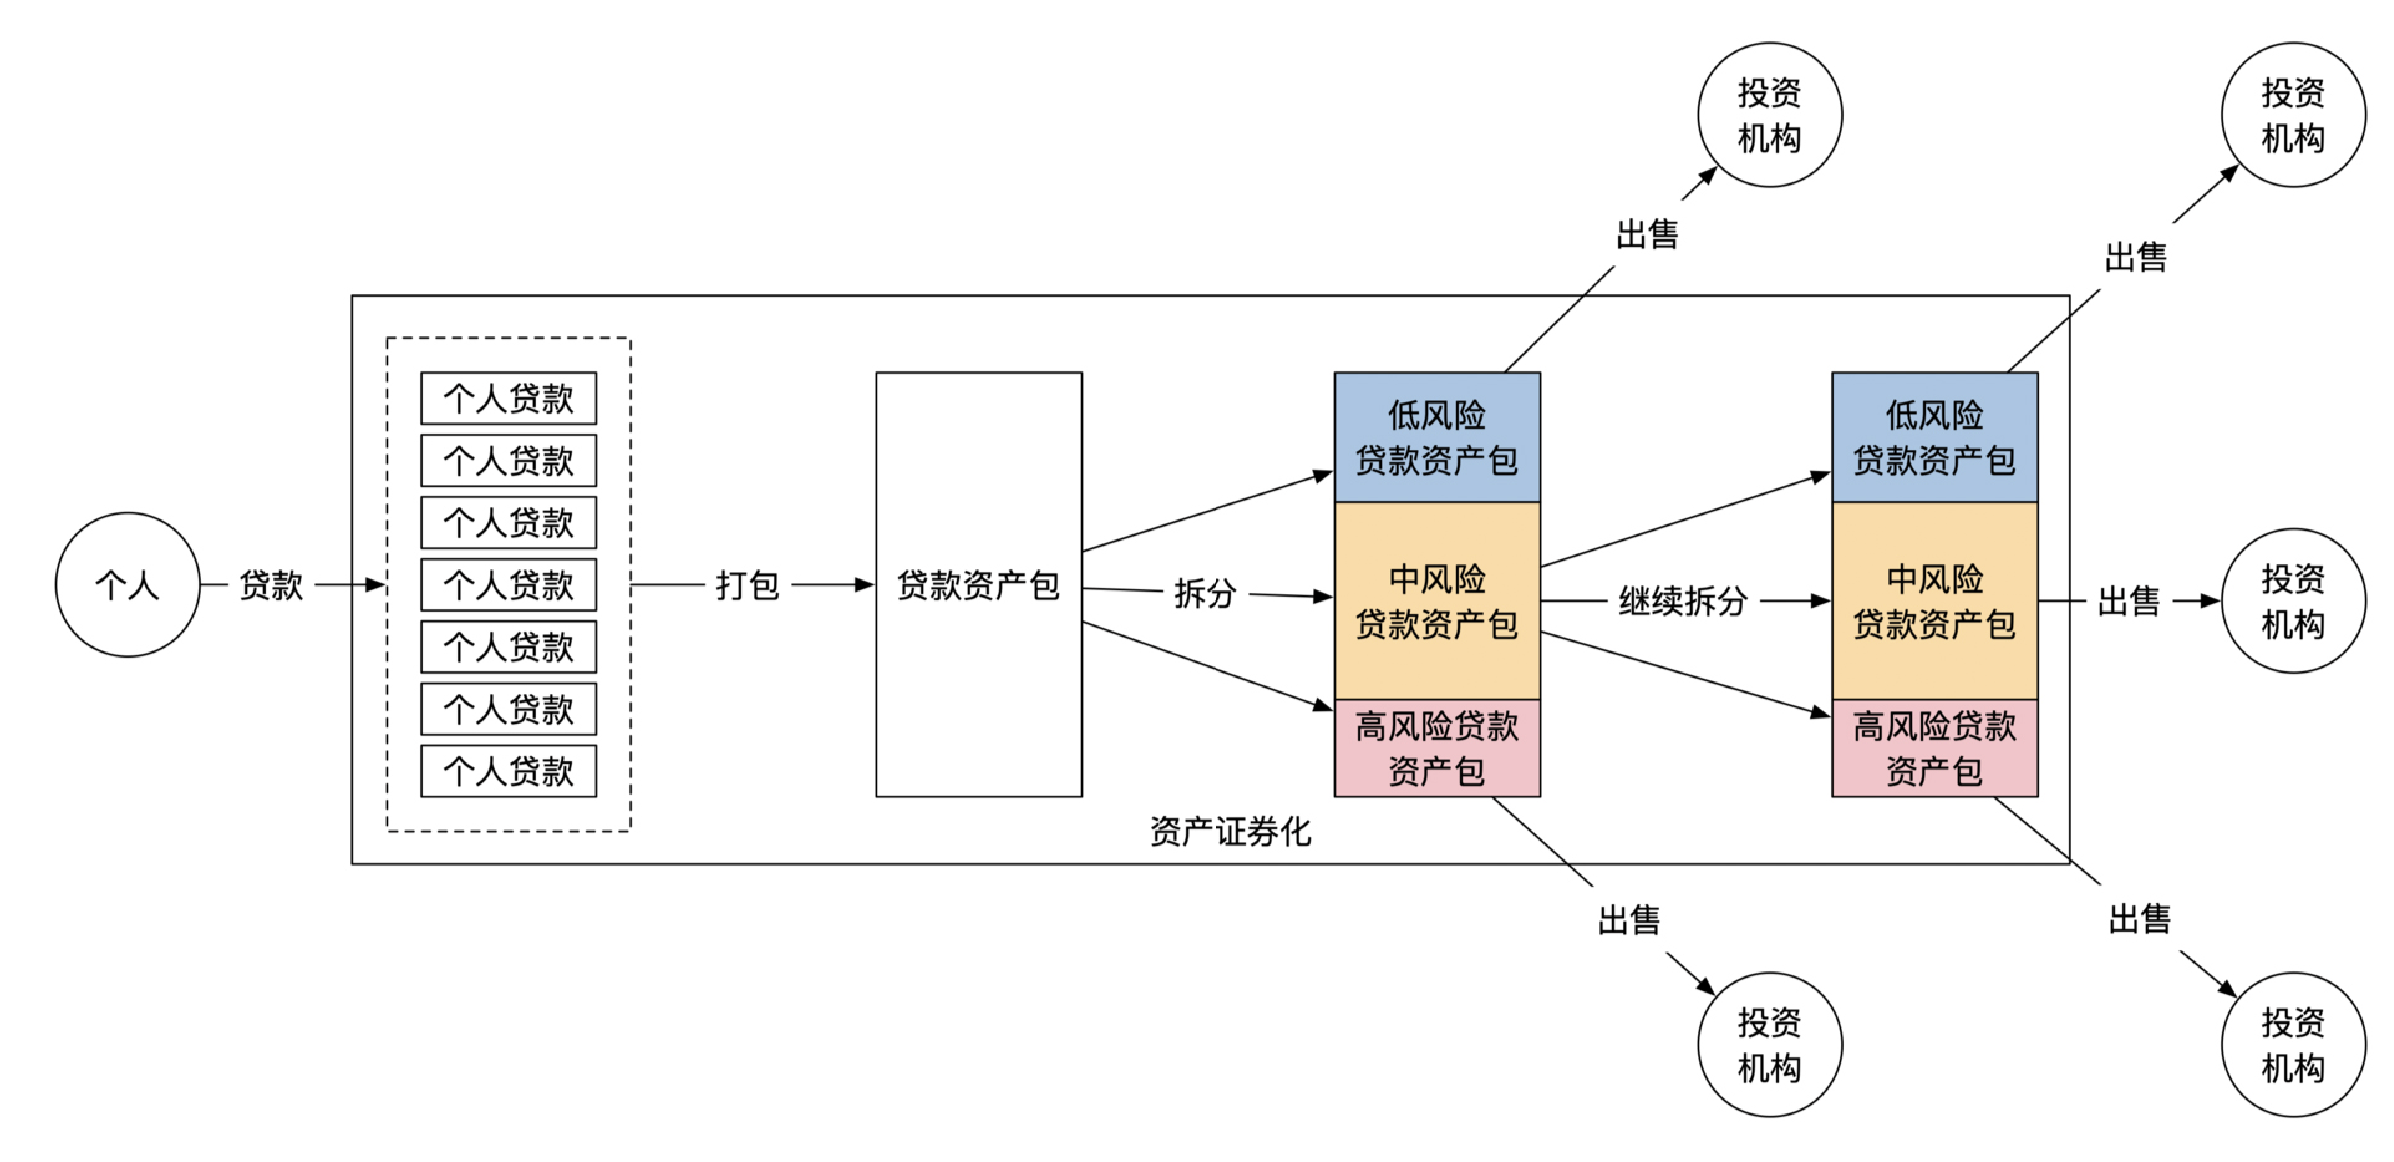 投资
机构
投资
机构
出售
出售
个人
贷款
个人贷款
个人贷款
个人贷款
个人贷款
个人贷款
个人贷款
个人贷款
打包
贷款资产包
拆分
低风险
贷款资产包
中风险
贷款资产包
高风险贷款
资产包
继续拆分
低风险
贷款资产包
中风险
贷款资产包
高风险贷款
资产包
出售
投资
机构
资产证券化
出售
出售
投资
机构
投资
机构